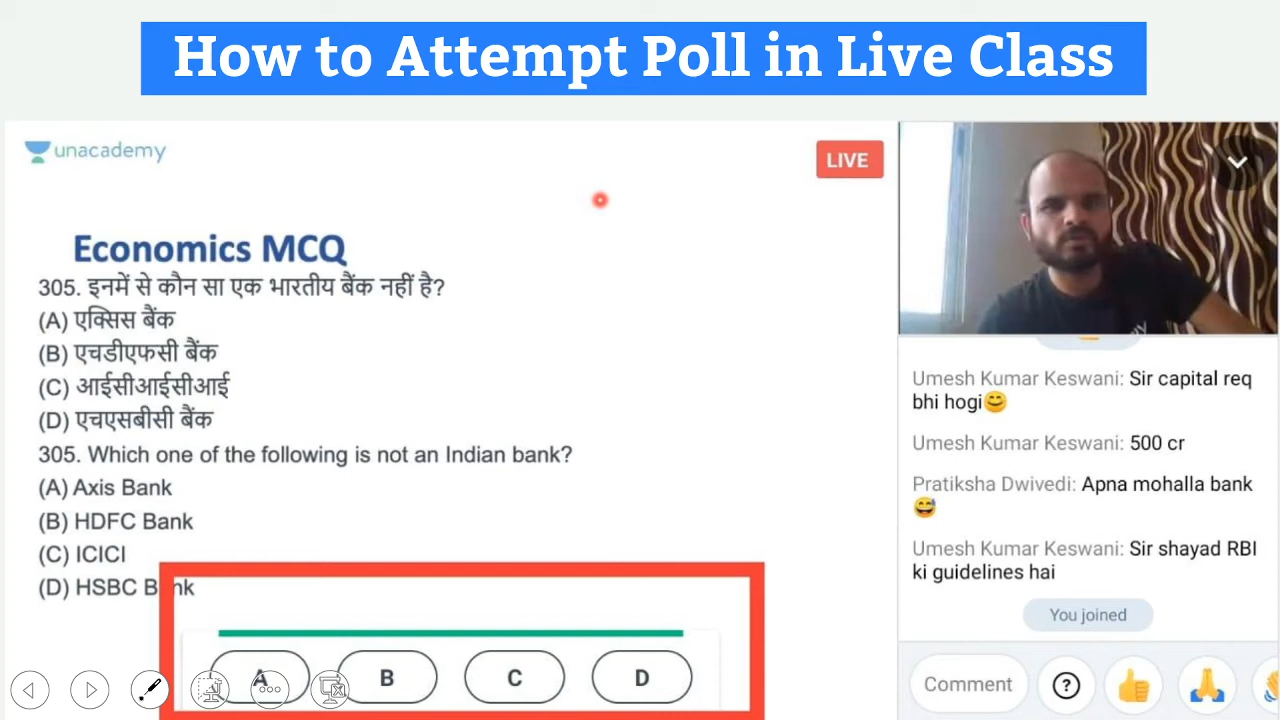 How to Attempt Poll in Live Class
unacademy
LIVE
Economics MCQ
305. इनमें से कौन सा एक भारतीय बैंक नहीं है?
(A) एक्सिस बैंक
(B) एचडीएफसी बैंक
(C) आईसीआईसीआई
(D) एचएसबीसी बैंक
305. Which one of the following is not an Indian bank?
(A) Axis Bank
(B) HDFC Bank
(C) ICICI
(D) HSBC Bank
A B C D
Umesh Kumar Keswani: Sir capital req
bhi hogi😊
Umesh Kumar Keswani: 500 cr
Pratiksha Dwivedi: Apna mohalla bank
😅
Umesh Kumar Keswani: Sir shayad RBI
ki guidelines hai
You joined
Comment
?